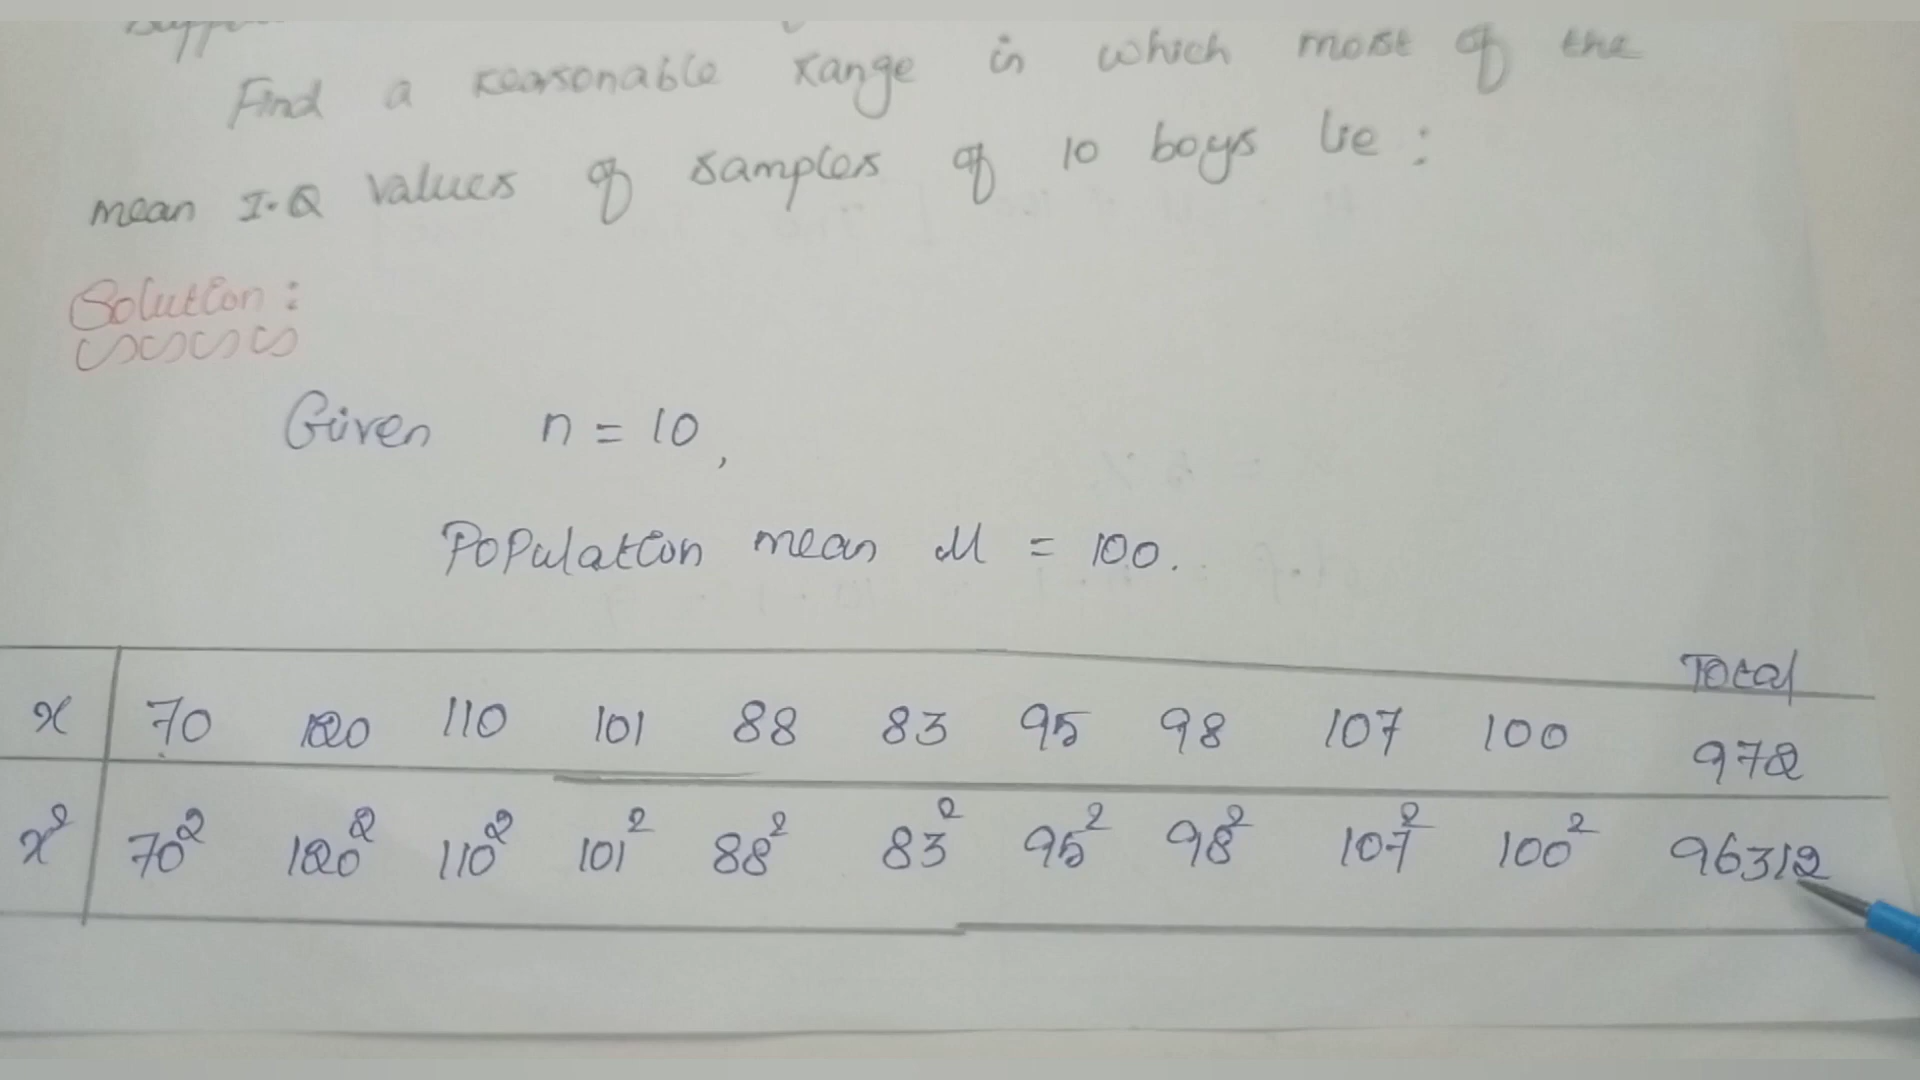 Find a reasonable range in which most of the
mean I.Q values of samples of 10 boys lie :
Solution :
Given n = 10,
Population mean μ = 100.
Total
x 70 120 110 101 88 83 95 98 107 100 972
x² 70² 120² 110² 101² 88² 83² 95² 98² 107² 100² 96312